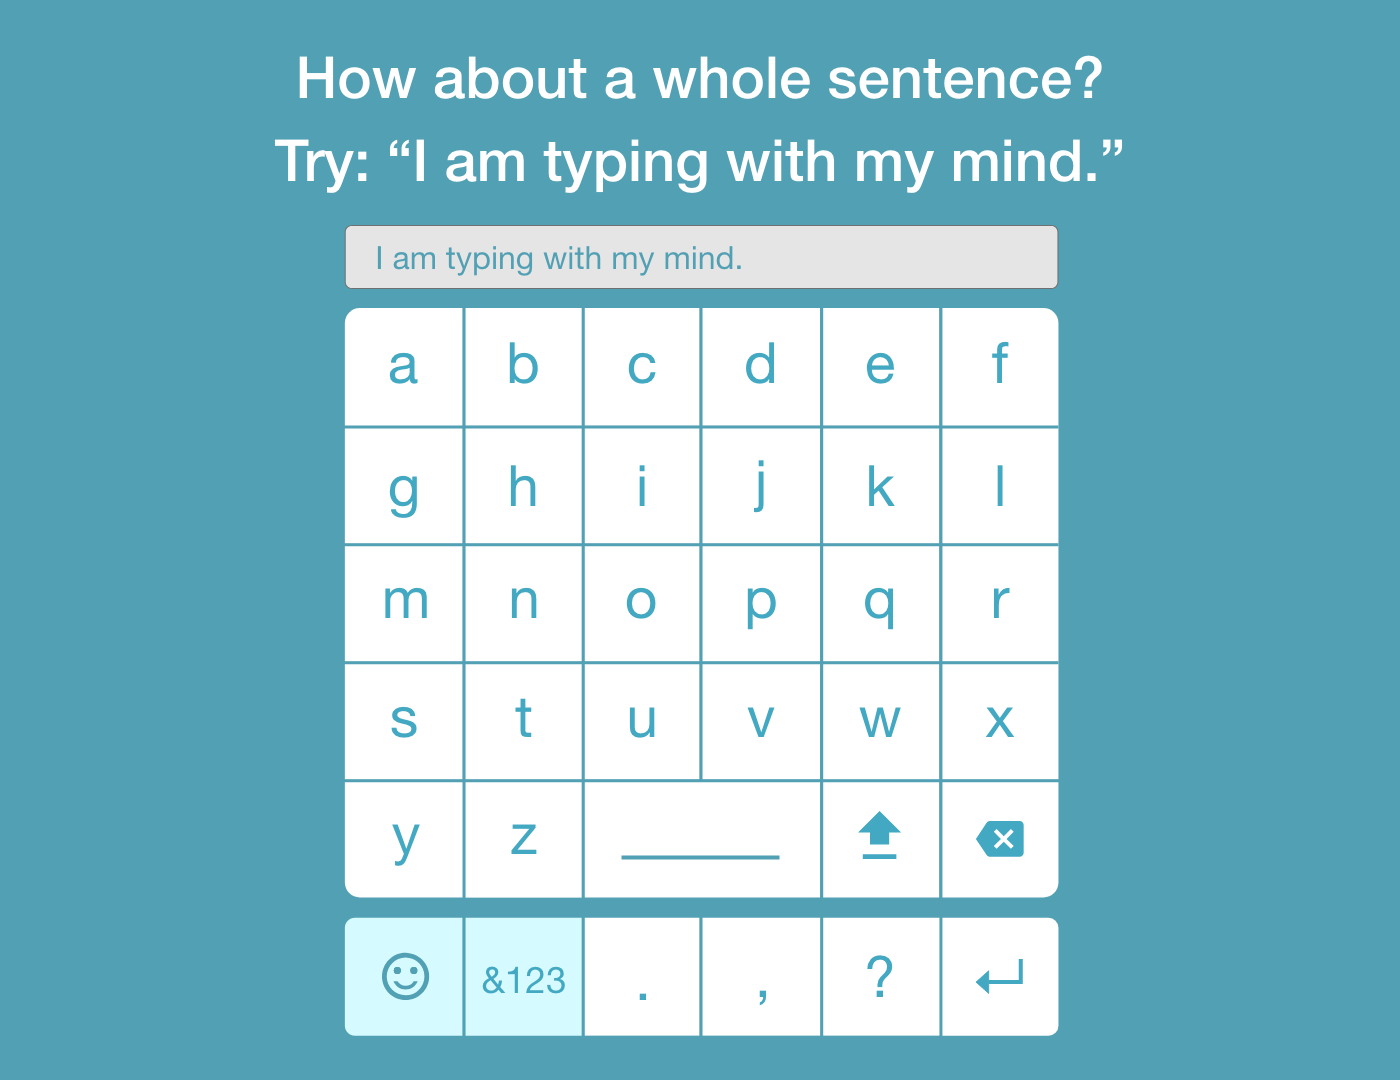 How about a whole sentence?
Try: “I am typing with my mind.”
I am typing with my mind.
a b c d e f
g h i j k l
m n o p q r
s t u v w x
y z
&123 . , ?